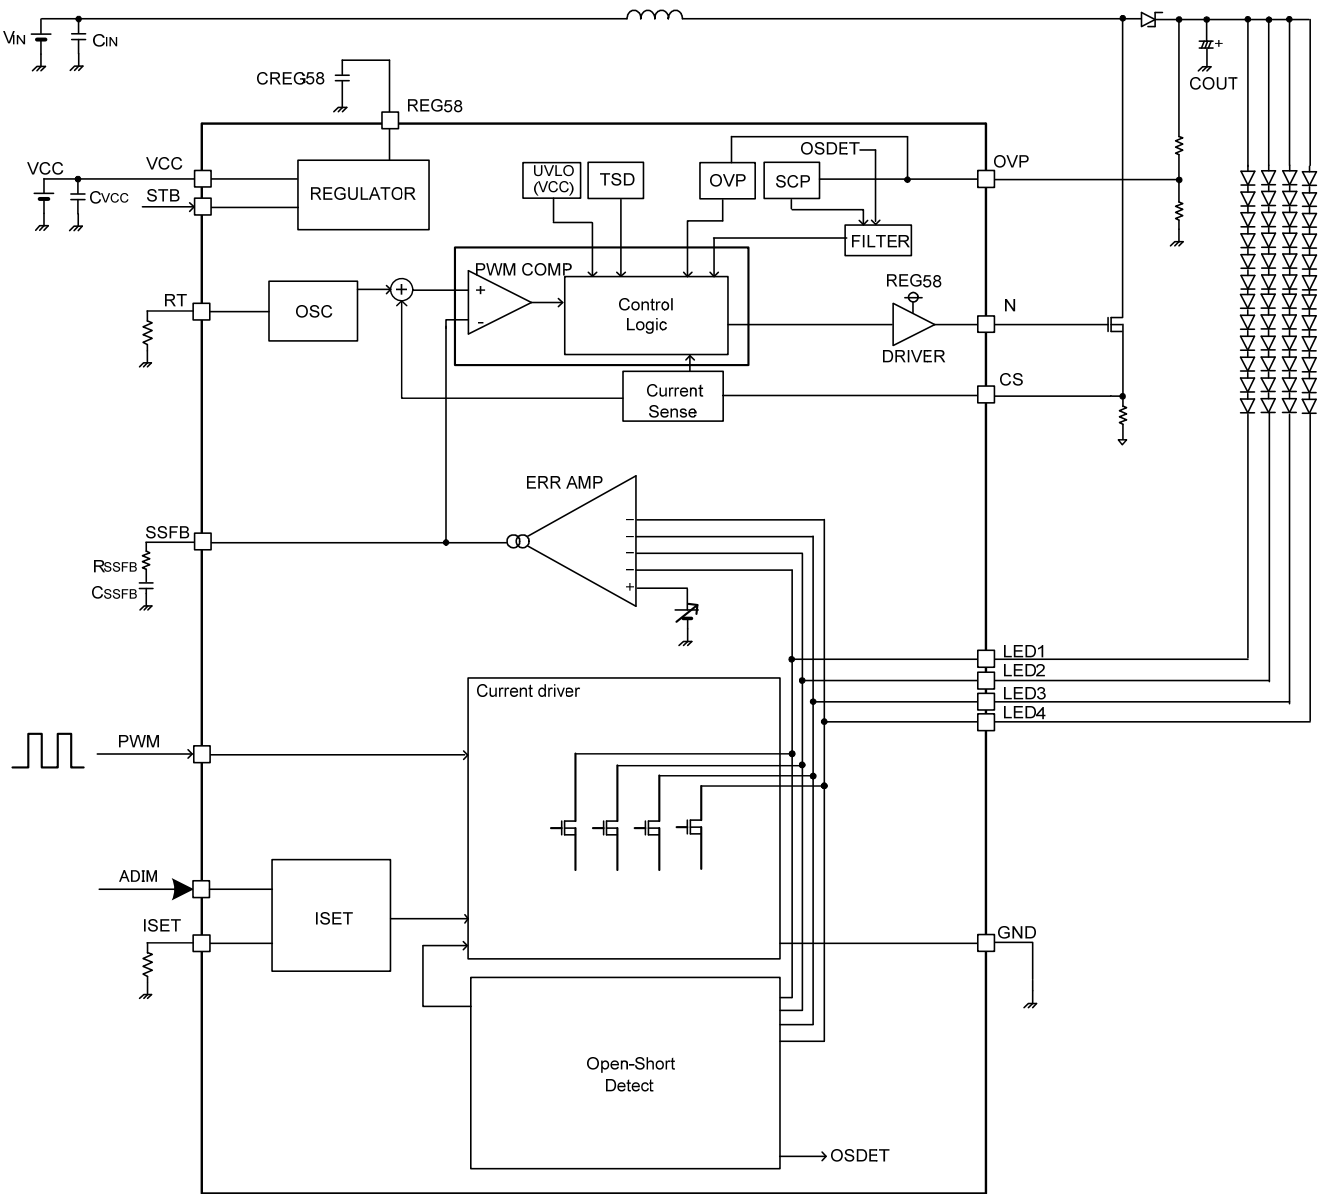 VIN
CIN
COUT
CREG58
REG58
VCC
VCC
CVCC
STB
REGULATOR
UVLO
(VCC)
TSD
OVP
SCP
OSDET
OVP
FILTER
PWM COMP
+
-
Control
Logic
REG58
DRIVER
N
RT
OSC
+
Current
Sense
CS
ERR AMP
−
−
−
−
+
SSFB
RSSFB
CSSFB
LED1
LED2
LED3
LED4
Current driver
PWM
ADIM
ISET
ISET
GND
Open-Short
Detect
OSDET
+